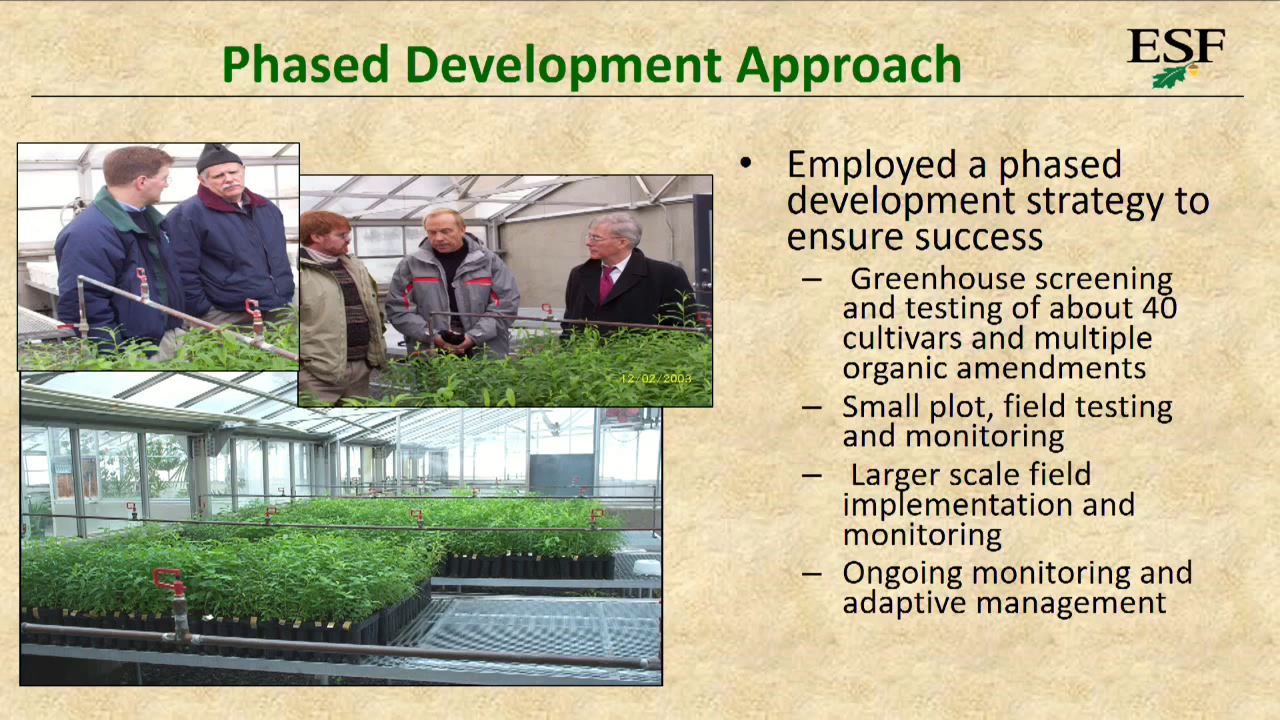 Phased Development Approach
ESF
• Employed a phased
development strategy to
ensure success
– Greenhouse screening
and testing of about 40
cultivars and multiple
organic amendments
– Small plot, field testing
and monitoring
– Larger scale field
implementation and
monitoring
– Ongoing monitoring and
adaptive management
12/02/2003